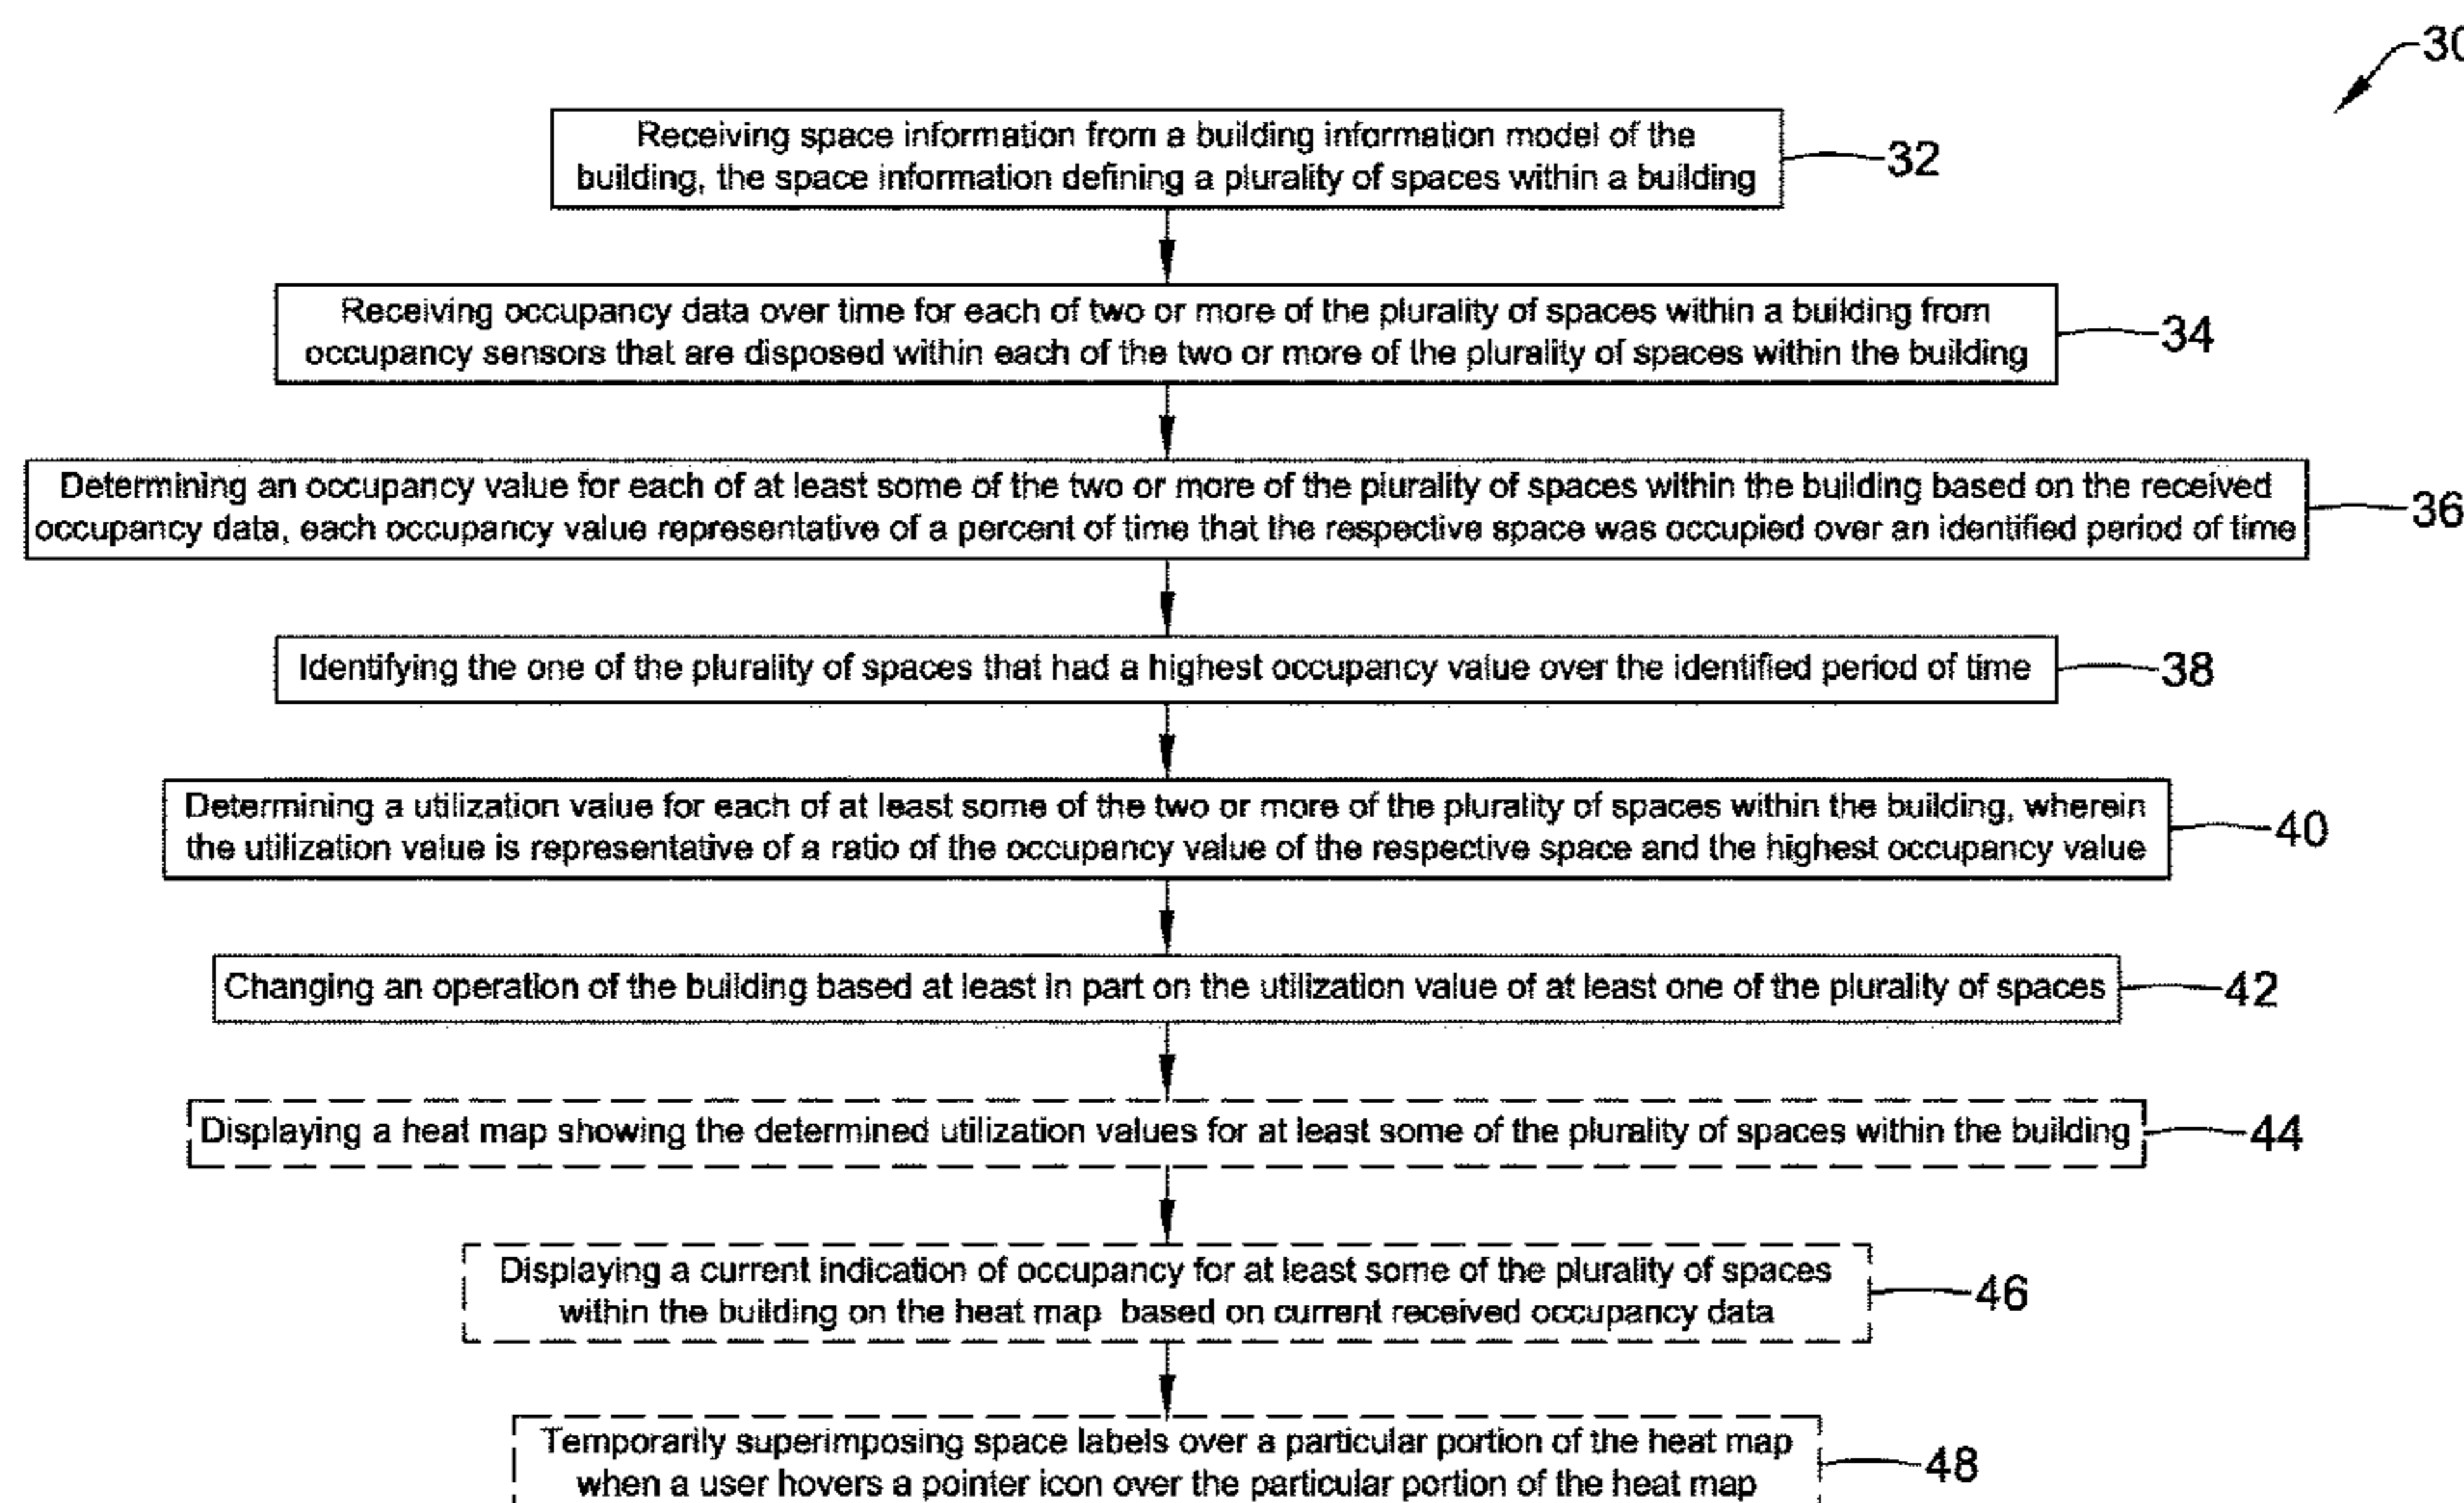 30
Receiving space information from a building information model of the
building, the space information defining a plurality of spaces within a building
32
Receiving occupancy data over time for each of two or more of the plurality of spaces within a building from
occupancy sensors that are disposed within each of the two or more of the plurality of spaces within the building
34
Determining an occupancy value for each of at least some of the two or more of the plurality of spaces within the building based on the received
occupancy data, each occupancy value representative of a percent of time that the respective space was occupied over an identified period of time
36
Identifying the one of the plurality of spaces that had a highest occupancy value over the identified period of time
38
Determining a utilization value for each of at least some of the two or more of the plurality of spaces within the building, wherein
the utilization value is representative of a ratio of the occupancy value of the respective space and the highest occupancy value
40
Changing an operation of the building based at least in part on the utilization value of at least one of the plurality of spaces
42
Displaying a heat map showing the determined utilization values for at least some of the plurality of spaces within the building
44
Displaying a current indication of occupancy for at least some of the plurality of spaces
within the building on the heat map based on current received occupancy data
46
Temporarily superimposing space labels over a particular portion of the heat map
when a user hovers a pointer icon over the particular portion of the heat map
48